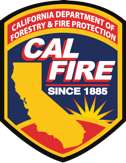 CALIFORNIA DEPARTMENT OF
FORESTRY & FIRE PROTECTION
CAL
FIRE
SINCE 1885